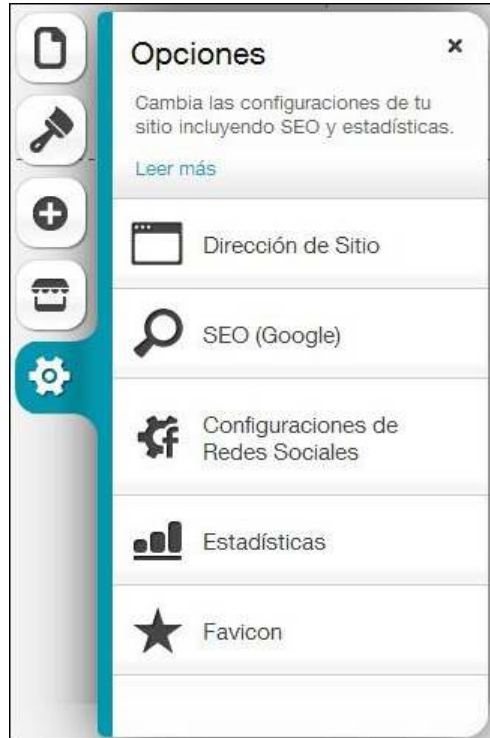 Opciones
Cambia las configuraciones de tu
sitio incluyendo SEO y estadísticas.
Leer más
Dirección de Sitio
SEO (Google)
Configuraciones de
Redes Sociales
Estadísticas
Favicon